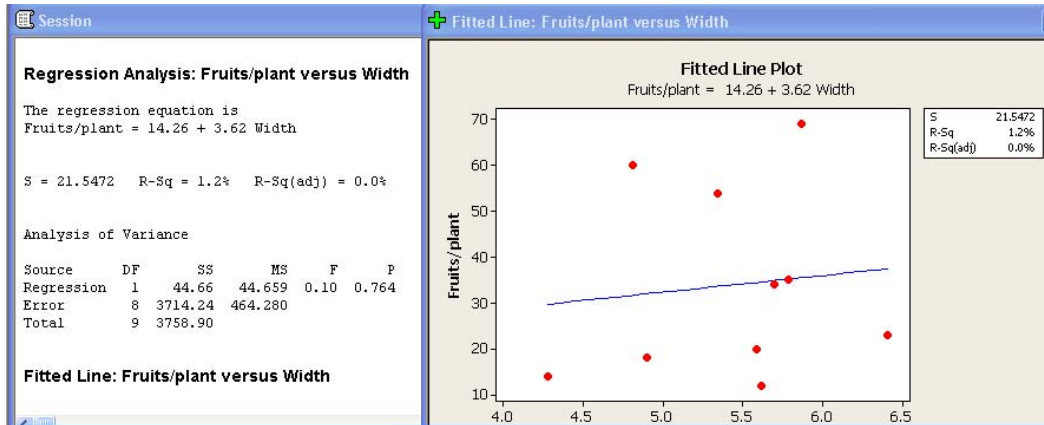 Session
Regression Analysis: Fruits/plant versus Width
The regression equation is
Fruits/plant = 14.26 + 3.62 Width
S = 21.5472 R-Sq = 1.2% R-Sq(adj) = 0.0%
Analysis of Variance
Source DF SS MS F P
Regression 1 44.66 44.659 0.10 0.764
Error 8 3714.24 464.280
Total 9 3758.90
Fitted Line: Fruits/plant versus Width
Fitted Line: Fruits/plant versus Width
Fitted Line Plot
Fruits/plant = 14.26 + 3.62 Width
S 21.5472
R-Sq 1.2%
R-Sq(adj) 0.0%
Fruits/plant
70
60
50
40
30
20
10
4.0 4.5 5.0 5.5 6.0 6.5